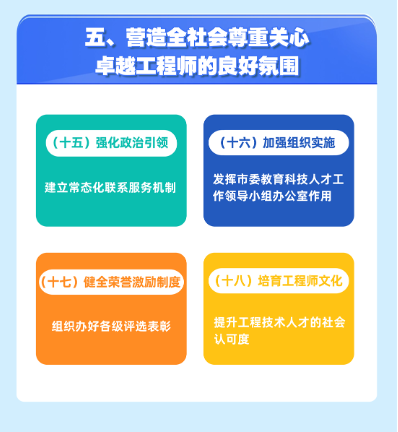 五、营造全社会尊重关心
卓越工程师的良好氛围
（十五）强化政治引领
建立常态化联系服务机制
（十六）加强组织实施
发挥市委教育科技人才工
作领导小组办公室作用
（十七）健全荣誉激励制度
组织办好各级评选表彰
（十八）培育工程师文化
提升工程技术人才的社会
认可度